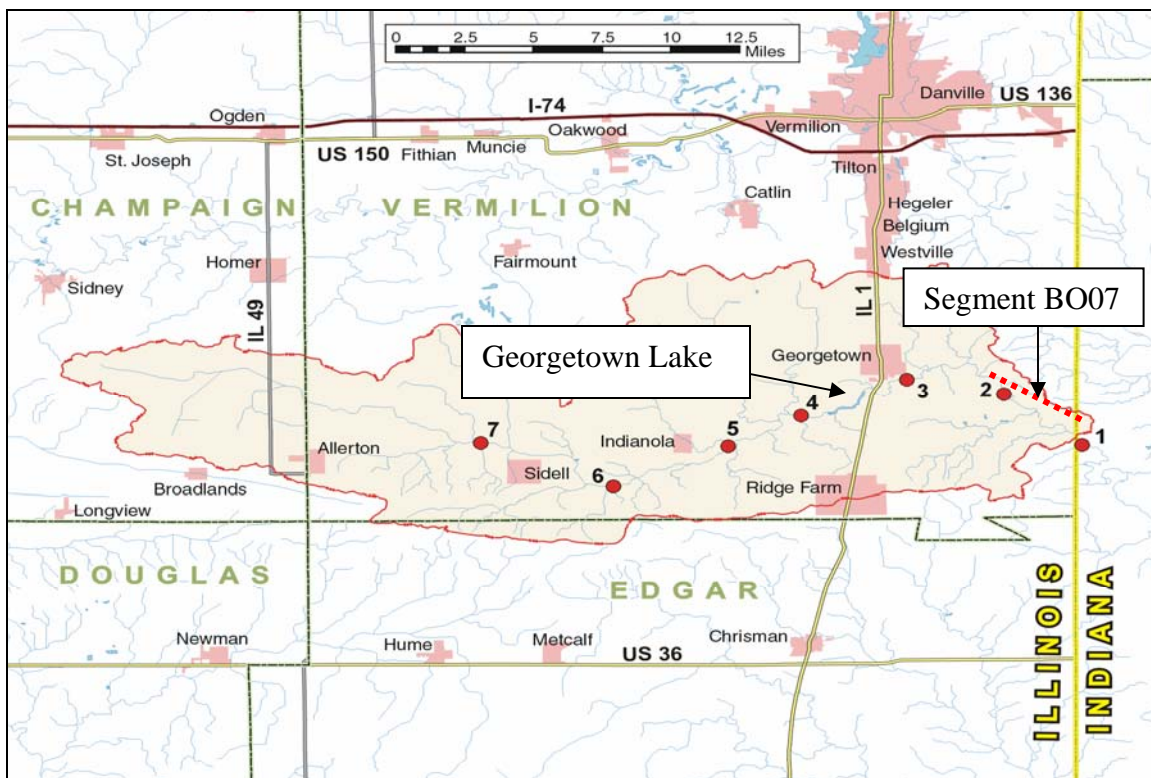 0 2.5 5 7.5 10 12.5
Miles
Danville
US 136
I-74
Ogden
Oakwood
Vermilion
St. Joseph
US 150
Fithian
Muncie
Tilton
Catlin
CHAMPAIGN
VERMILION
Hegeler
Belgium
Westville
Homer
Fairmount
Sidney
IL 49
IL 1
Segment BO07
Georgetown Lake
Georgetown
3
2
4
1
7
Indianola
5
Allerton
Sidell
6
Broadlands
Ridge Farm
Longview
DOUGLAS
EDGAR
ILLINOIS
INDIANA
Newman
Hume
Metcalf
Chrisman
US 36